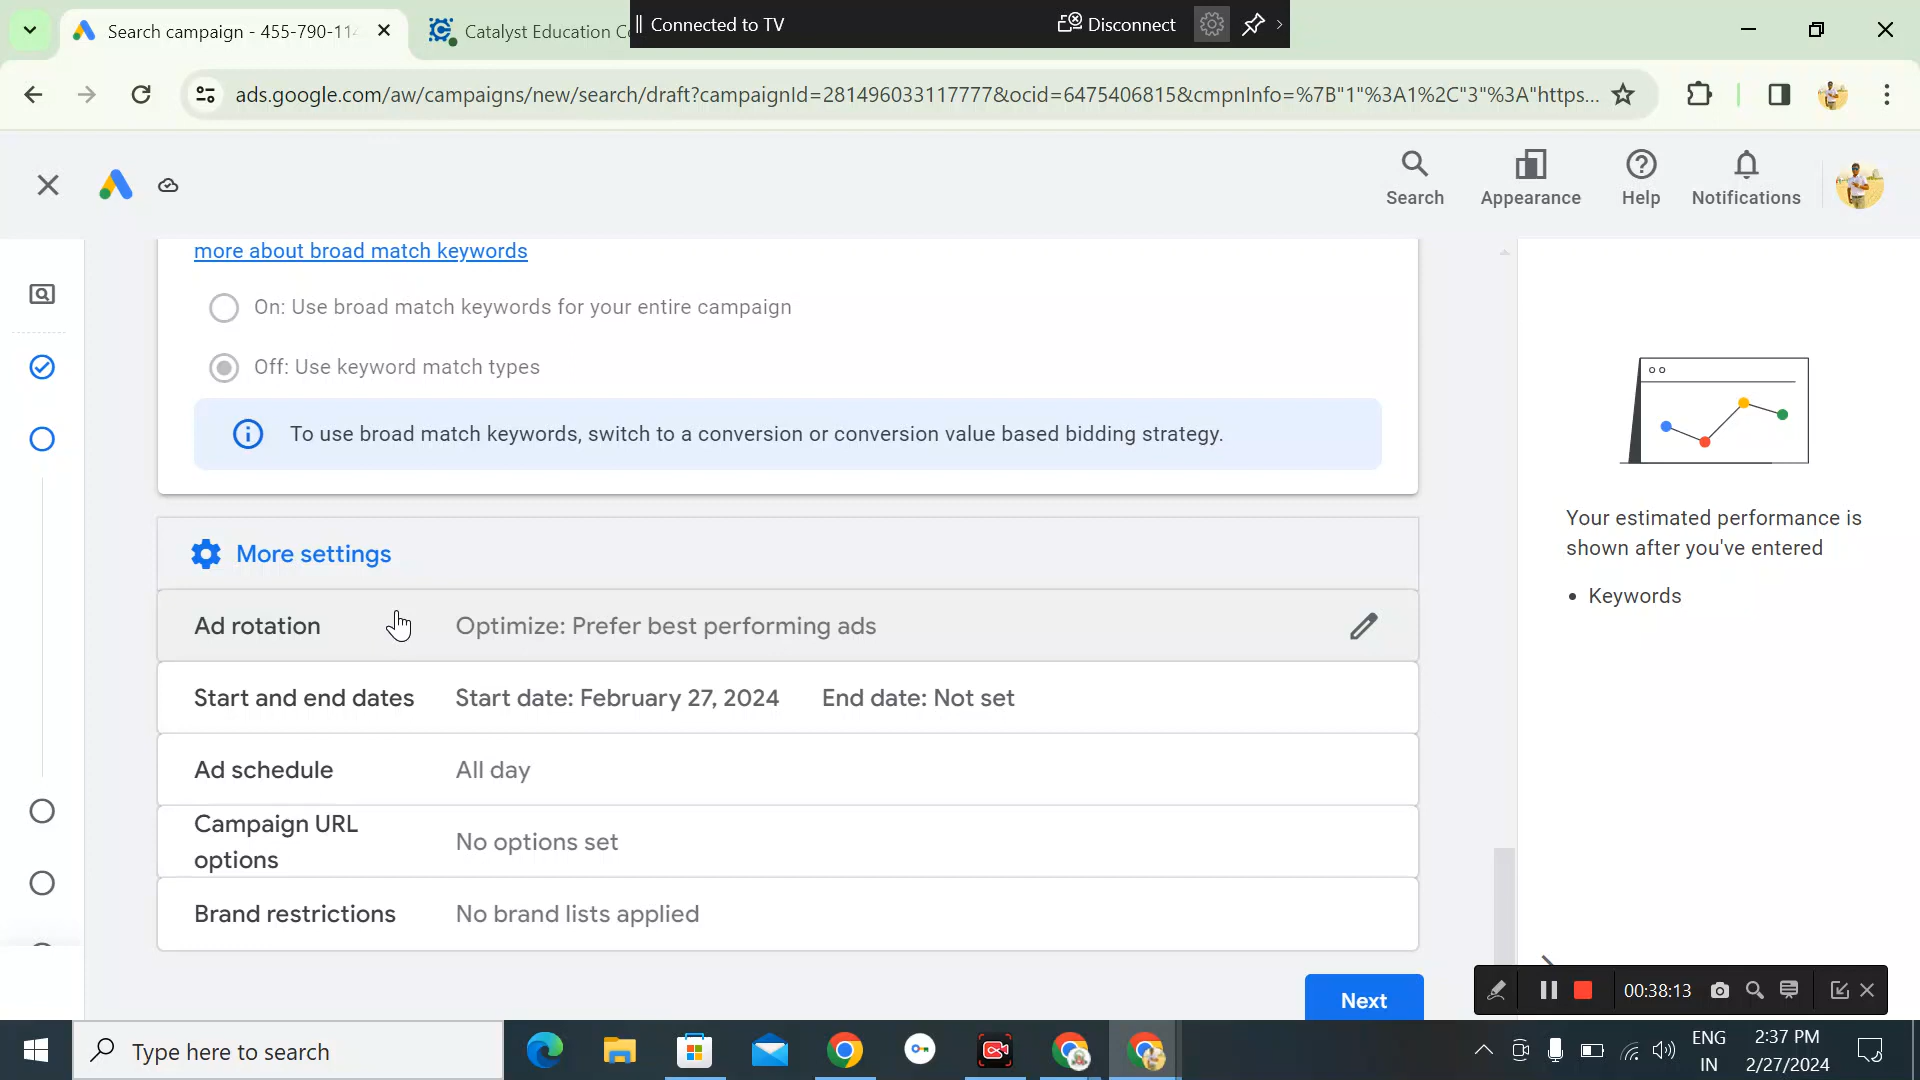 Search campaign - 455-790-114
Catalyst Education Co
Connected to TV
Disconnect
ads.google.com/aw/campaigns/new/search/draft?campaignId=281496033117777&ocid=6475406815&cmpnInfo=%7B"1"%3A1%2C"3"%3A"https...
Search
Appearance
Help
Notifications
more about broad match keywords
On: Use broad match keywords for your entire campaign
Off: Use keyword match types
To use broad match keywords, switch to a conversion or conversion value based bidding strategy.
More settings
Ad rotation
Optimize: Prefer best performing ads
Start and end dates
Start date: February 27, 2024
End date: Not set
Ad schedule
All day
Campaign URL
options
No options set
Brand restrictions
No brand lists applied
Next
Your estimated performance is
shown after you've entered
• Keywords
00:38:13
Type here to search
ENG
IN
2:37 PM
2/27/2024